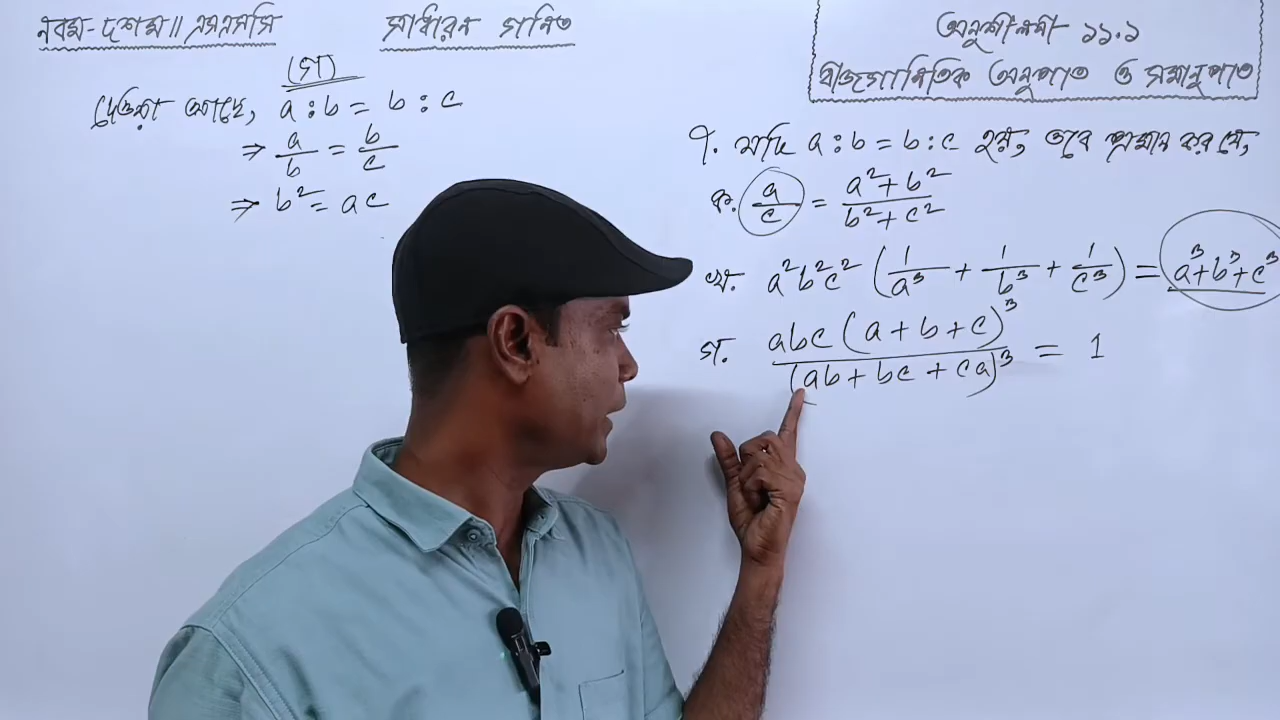 নবম-দশম ॥ এসএসসি
সাধারন গনিত
অনুশীলনী ১১.১
বীজগাণিতিক অনুপাত ও সমানুপাত
(গ)
দেওয়া আছে, a : b = b : c
⇒ a/b = b/c
⇒ b² = ac
৭. যদি a : b = b : c হয়, তবে প্রমান কর যে,
ক. a/c = (a² + b²)/(b² + c²)
খ. a²b²c² (1/a³ + 1/b³ + 1/c³) = a³ + b³ + c³
গ. abc (a + b + c)³/(ab + bc + ca)³ = 1